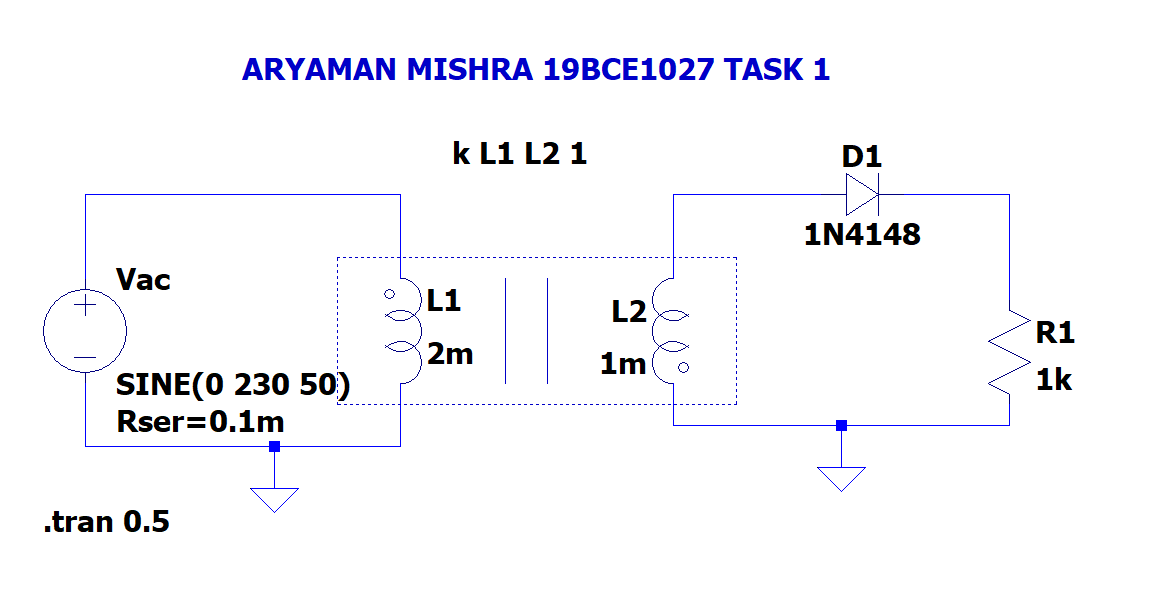 ARYAMAN MISHRA 19BCE1027 TASK 1
k L1 L2 1
D1
1N4148
Vac
L1
2m
L2
1m
R1
1k
SINE(0 230 50)
Rser=0.1m
.tran 0.5